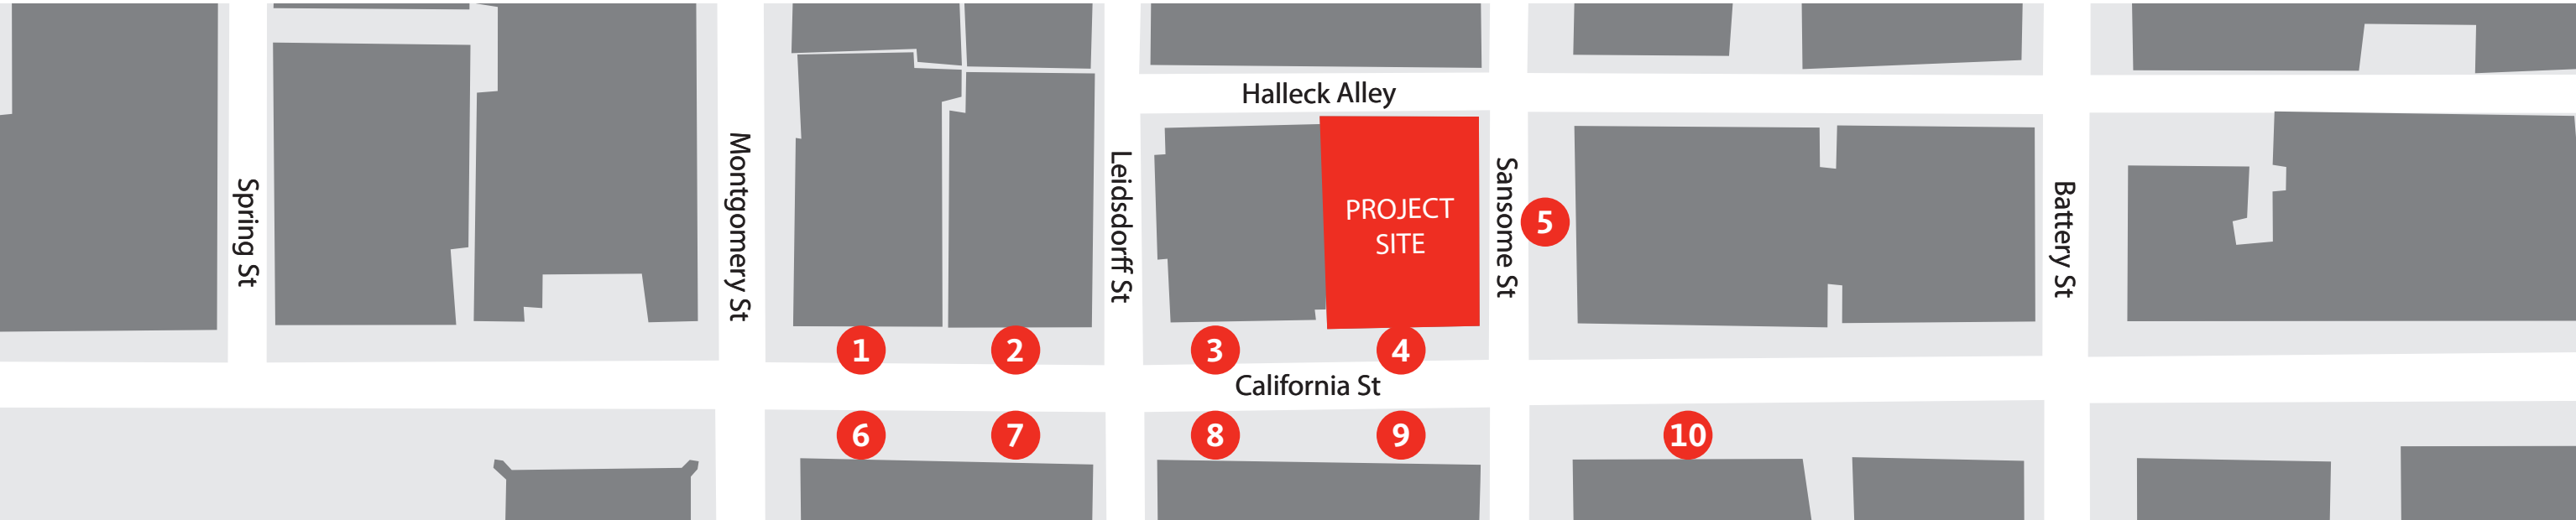 Halleck Alley
Spring St
Montgomery St
Leidsdorff St
PROJECT
SITE
Sansome St
5
Battery St
1
2
3
4
California St
6
7
8
9
10